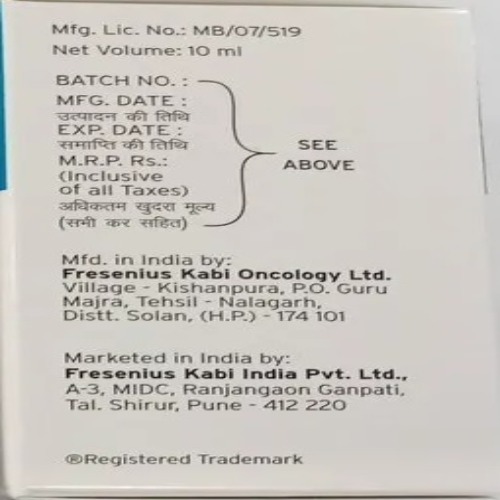 Mfg. Lic. No.: MB/07/519
Net Volume: 10 ml
BATCH NO. :
MFG. DATE :
उत्पादन की तिथि
EXP. DATE :
समाप्ति की तिथि
M.R.P. Rs.:
(Inclusive
of all Taxes)
अधिकतम खुदरा मूल्य
(सभी कर सहित)
SEE
ABOVE
Mfd. in India by:
Fresenius Kabi Oncology Ltd.
Village - Kishanpura, P.O. Guru
Majra, Tehsil - Nalagarh,
Distt. Solan, (H.P.) - 174 101
Marketed in India by:
Fresenius Kabi India Pvt. Ltd.,
A-3, MIDC, Ranjangaon Ganpati,
Tal. Shirur, Pune - 412 220
®Registered Trademark